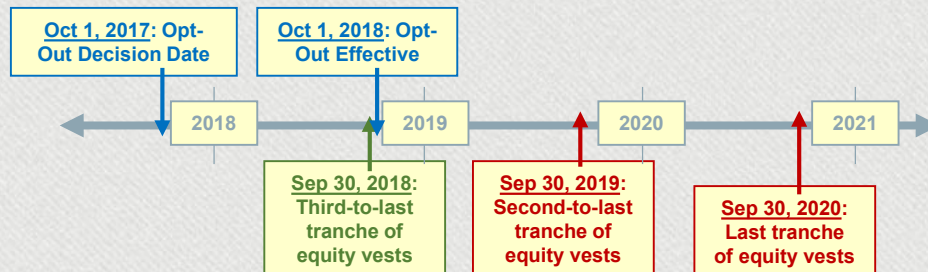 Oct 1, 2017: Opt-
Out Decision Date
Oct 1, 2018: Opt-
Out Effective
2018
2019
2020
2021
Sep 30, 2018:
Third-to-last
tranche of
equity vests
Sep 30, 2019:
Second-to-last
tranche of
equity vests
Sep 30, 2020:
Last tranche
of equity vests